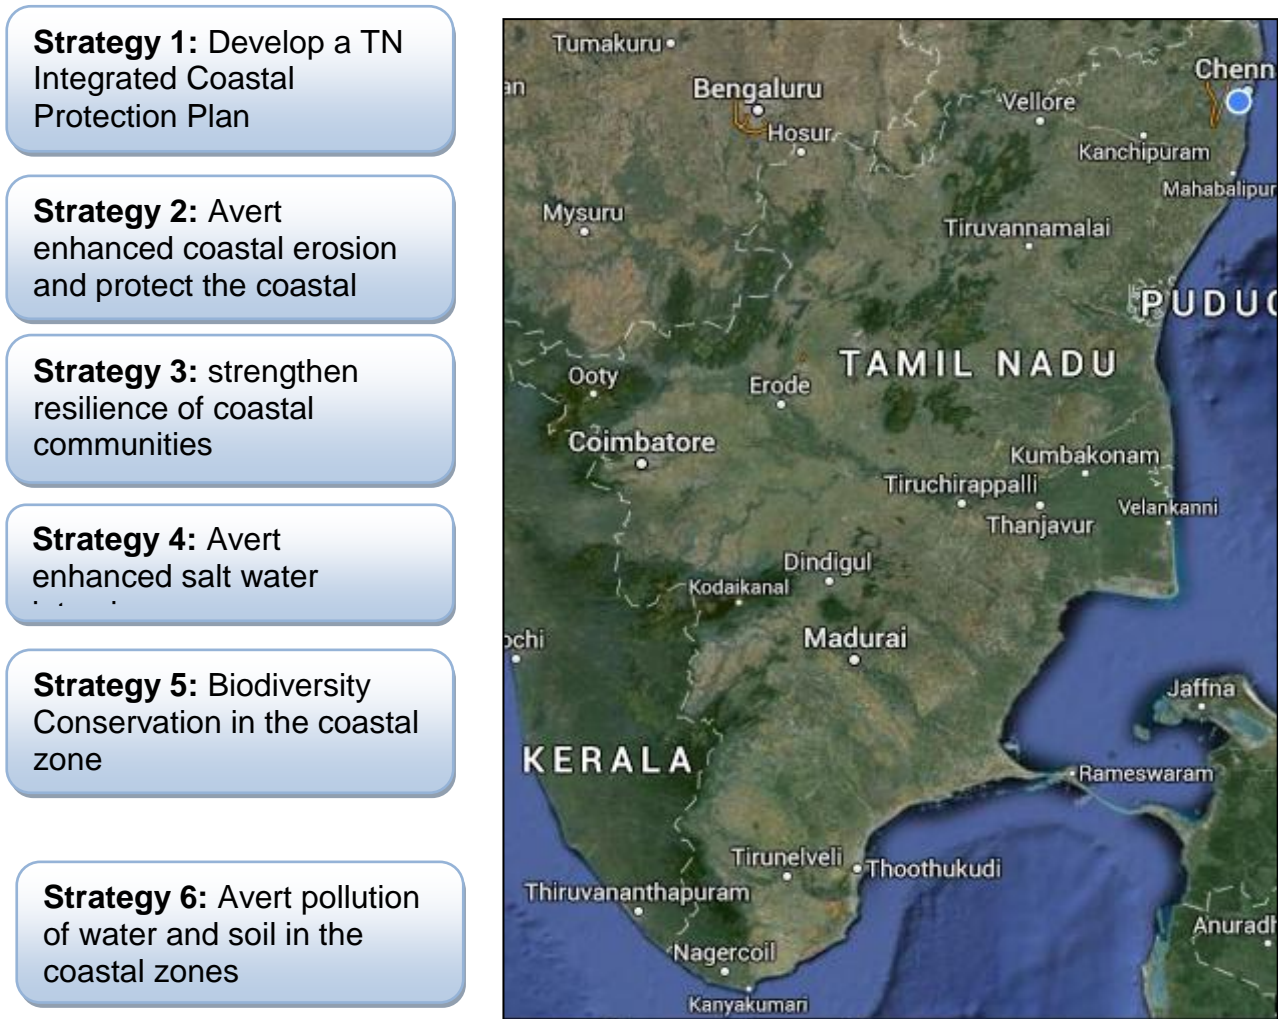 Strategy 1: Develop a TN
Integrated Coastal
Protection Plan
Strategy 2: Avert
enhanced coastal erosion
and protect the coastal
Strategy 3: strengthen
resilience of coastal
communities
Strategy 4: Avert
enhanced salt water
Strategy 5: Biodiversity
Conservation in the coastal
zone
Strategy 6: Avert pollution
of water and soil in the
coastal zones
Tumakuru
an
Bengaluru
Chenn
Vellore
Hosur
Kanchipuram
Mahabalipur
Mysuru
Tiruvannamalai
PUDUC
TAMIL NADU
Ooty
Erode
Coimbatore
Kumbakonam
Tiruchirappalli
Velankanni
Thanjavur
Dindigul
Kodaikanal
ochi
Madurai
Jaffna
KERALA
Rameswaram
Tirunelveli
Thoothukudi
Thiruvananthapuram
Anuradh
Nagercoil
Kanyakumari